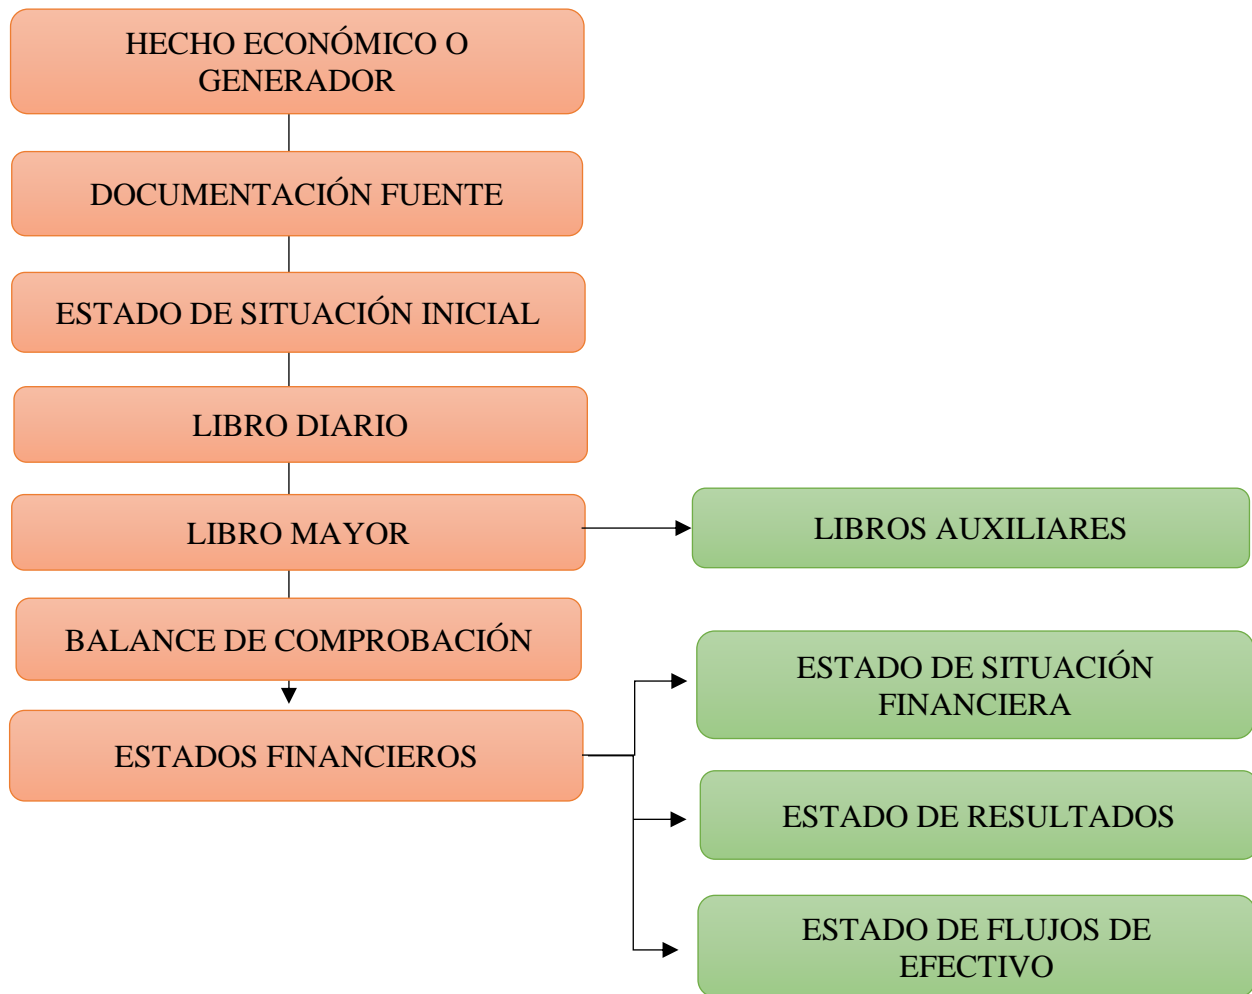 HECHO ECONÓMICO O
GENERADOR
DOCUMENTACIÓN FUENTE
ESTADO DE SITUACIÓN INICIAL
LIBRO DIARIO
LIBRO MAYOR
LIBROS AUXILIARES
BALANCE DE COMPROBACIÓN
ESTADOS FINANCIEROS
ESTADO DE SITUACIÓN
FINANCIERA
ESTADO DE RESULTADOS
ESTADO DE FLUJOS DE
EFECTIVO